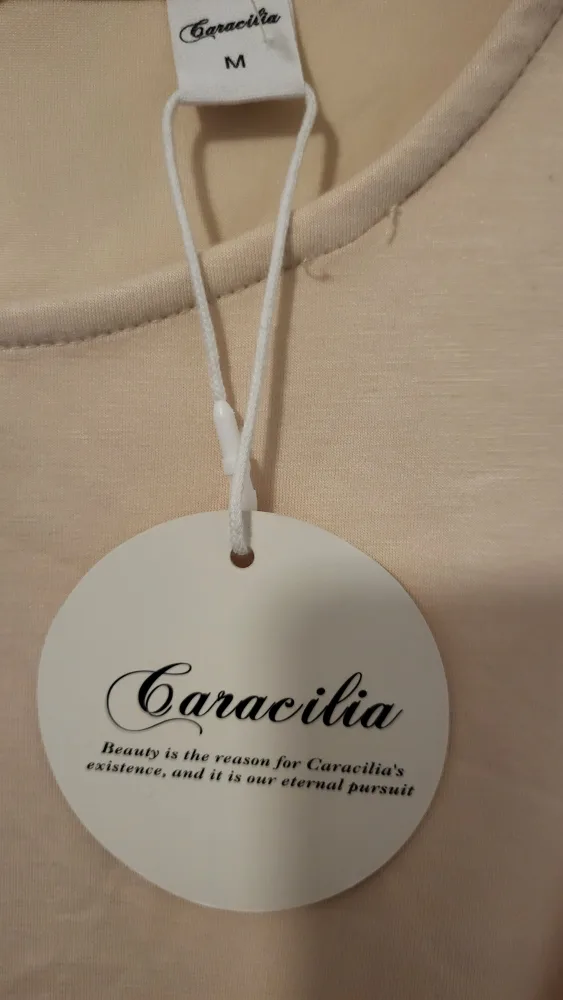 Caracilia
M
Caracilia
Beauty is the reason for Caracilia's
existence, and it is our eternal pursuit